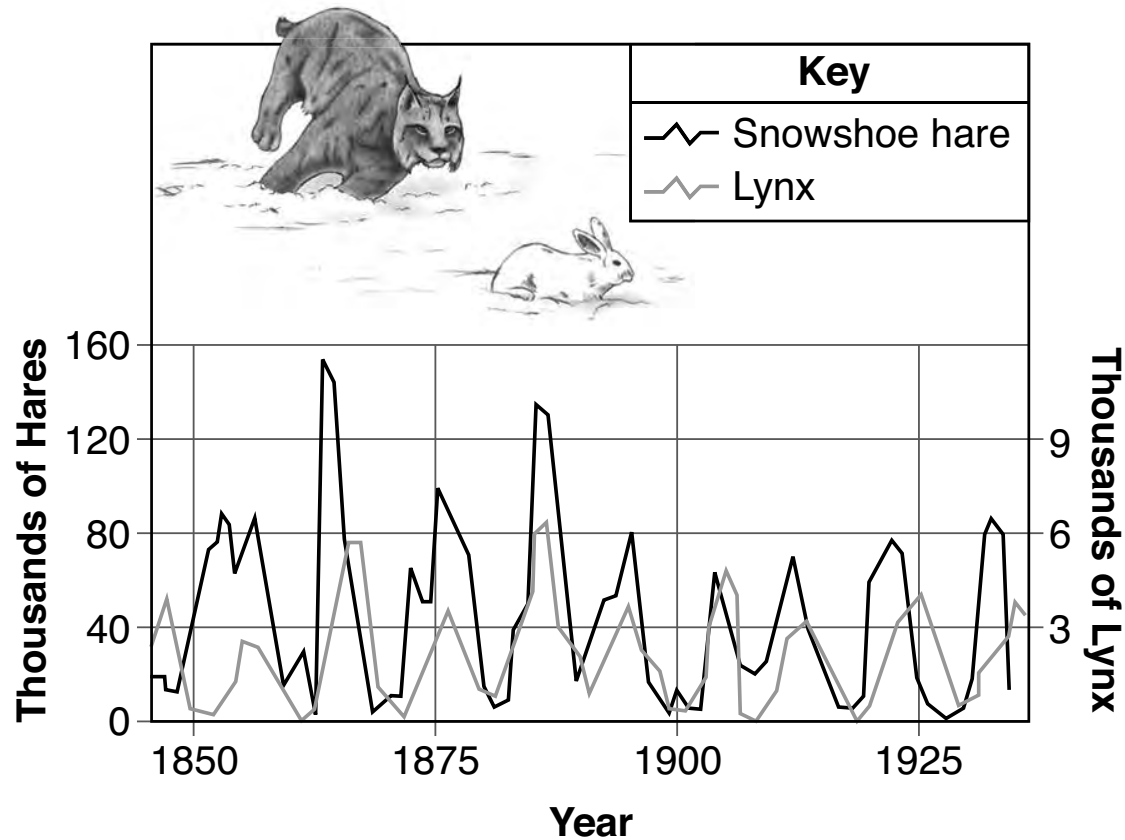 Key
Snowshoe hare
Lynx
Thousands of Hares
160
120
80
40
0
9
6
3
Thousands of Lynx
1850
1875
1900
1925
Year